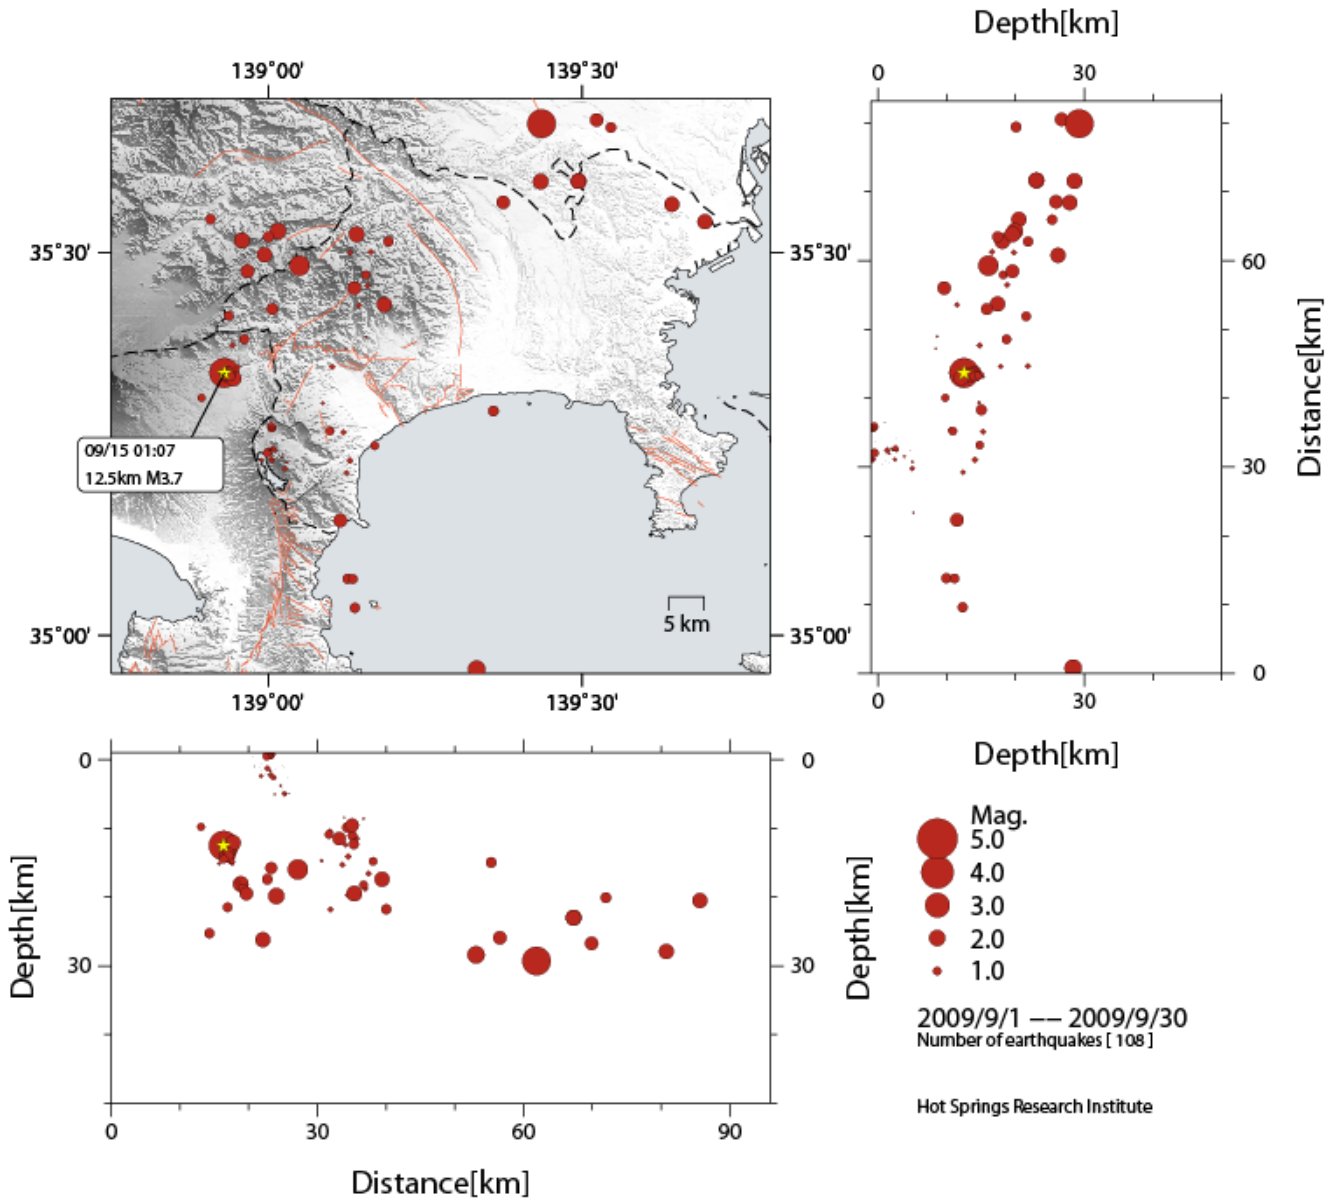 Depth[km]
139°00'
139°30'
0
30
35°30'
35°30'
60
Distance[km]
09/15 01:07
12.5km M3.7
30
5 km
35°00'
35°00'
0
139°00'
139°30'
0
30
Depth[km]
0
0
Mag.
5.0
4.0
3.0
2.0
1.0
Depth[km]
Depth[km]
30
30
2009/9/1 −− 2009/9/30
Number of earthquakes [ 108 ]
Hot Springs Research Institute
0
30
60
90
Distance[km]